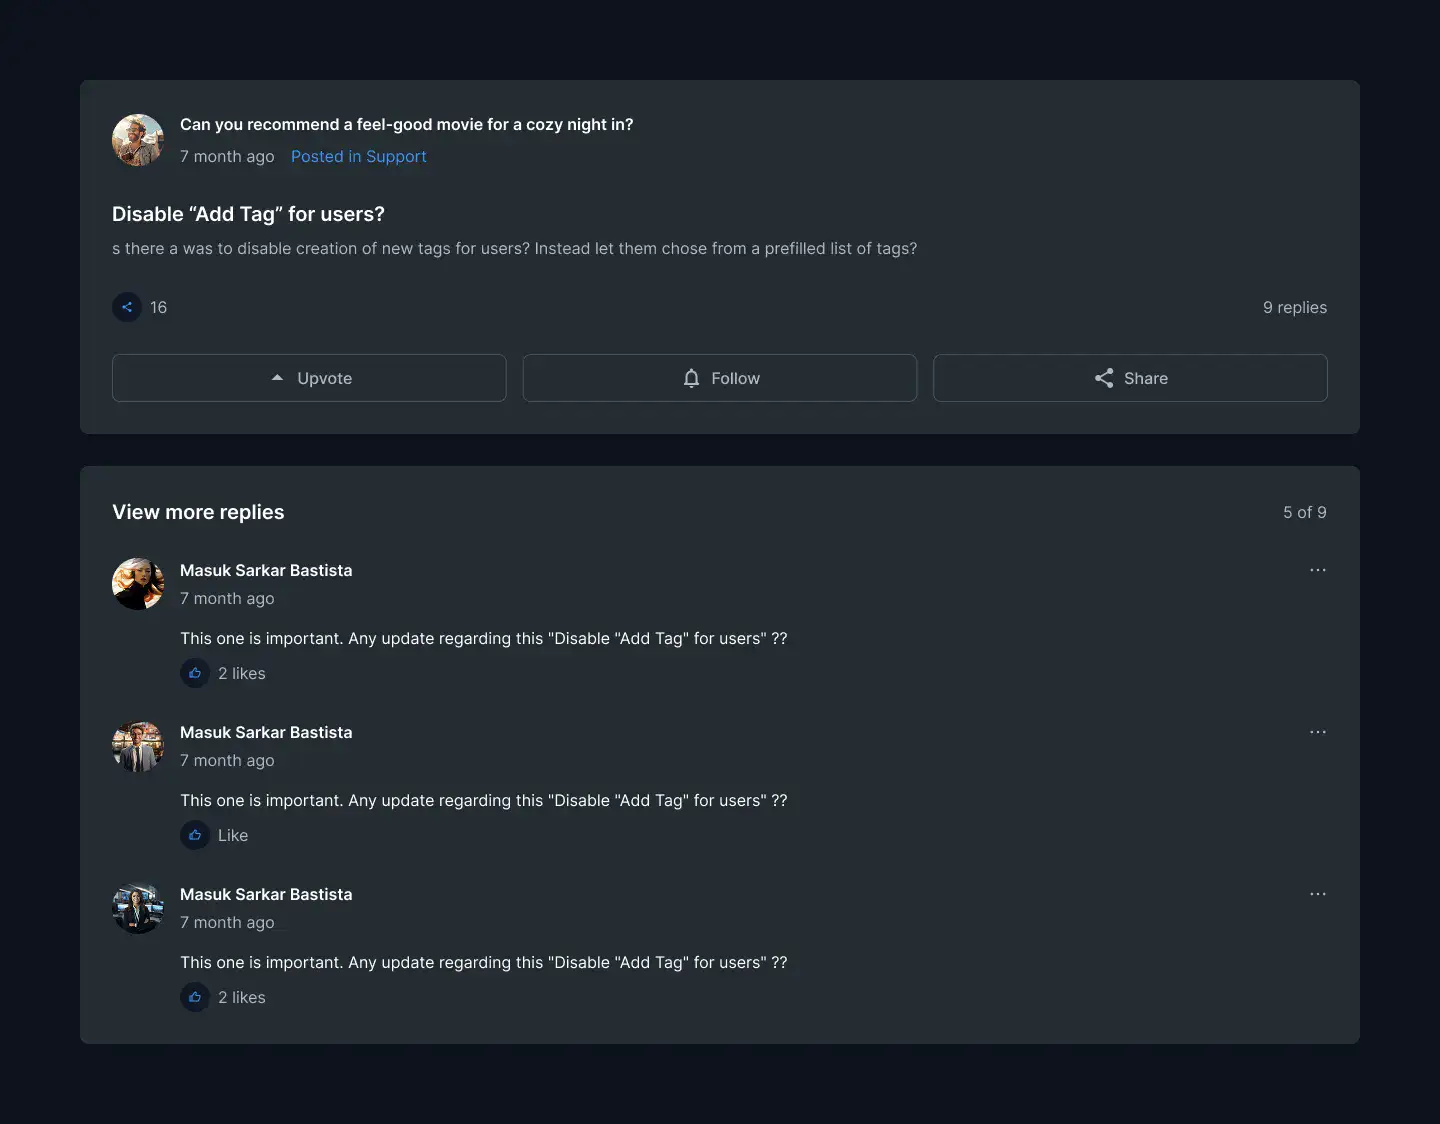 Can you recommend a feel-good movie for a cozy night in?
7 month ago Posted in Support
Disable “Add Tag” for users?
s there a was to disable creation of new tags for users? Instead let them chose from a prefilled list of tags?
16 9 replies
Upvote Follow Share
View more replies 5 of 9
Masuk Sarkar Bastista
7 month ago
This one is important. Any update regarding this "Disable "Add Tag" for users" ??
2 likes
Masuk Sarkar Bastista
7 month ago
This one is important. Any update regarding this "Disable "Add Tag" for users" ??
Like
Masuk Sarkar Bastista
7 month ago
This one is important. Any update regarding this "Disable "Add Tag" for users" ??
2 likes